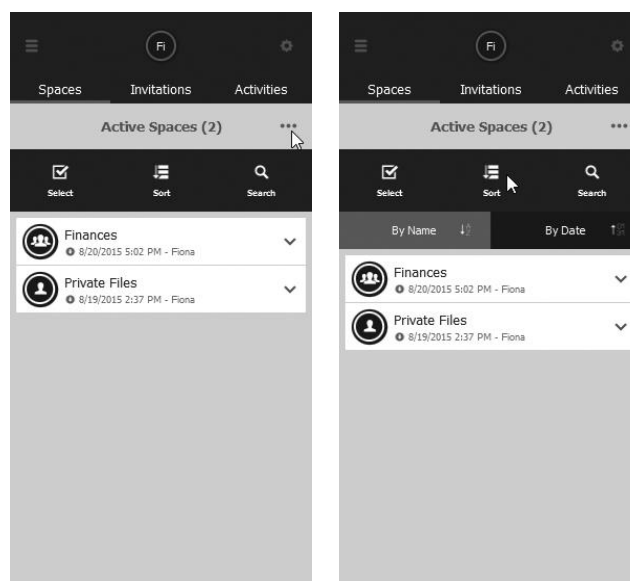 Fi
Spaces Invitations Activities
Active Spaces (2)
Select Sort Search
Finances
8/20/2015 5:02 PM - Fiona
Private Files
8/19/2015 2:37 PM - Fiona
Fi
Spaces Invitations Activities
Active Spaces (2)
Select Sort Search
By Name By Date
Finances
8/20/2015 5:02 PM - Fiona
Private Files
8/19/2015 2:37 PM - Fiona